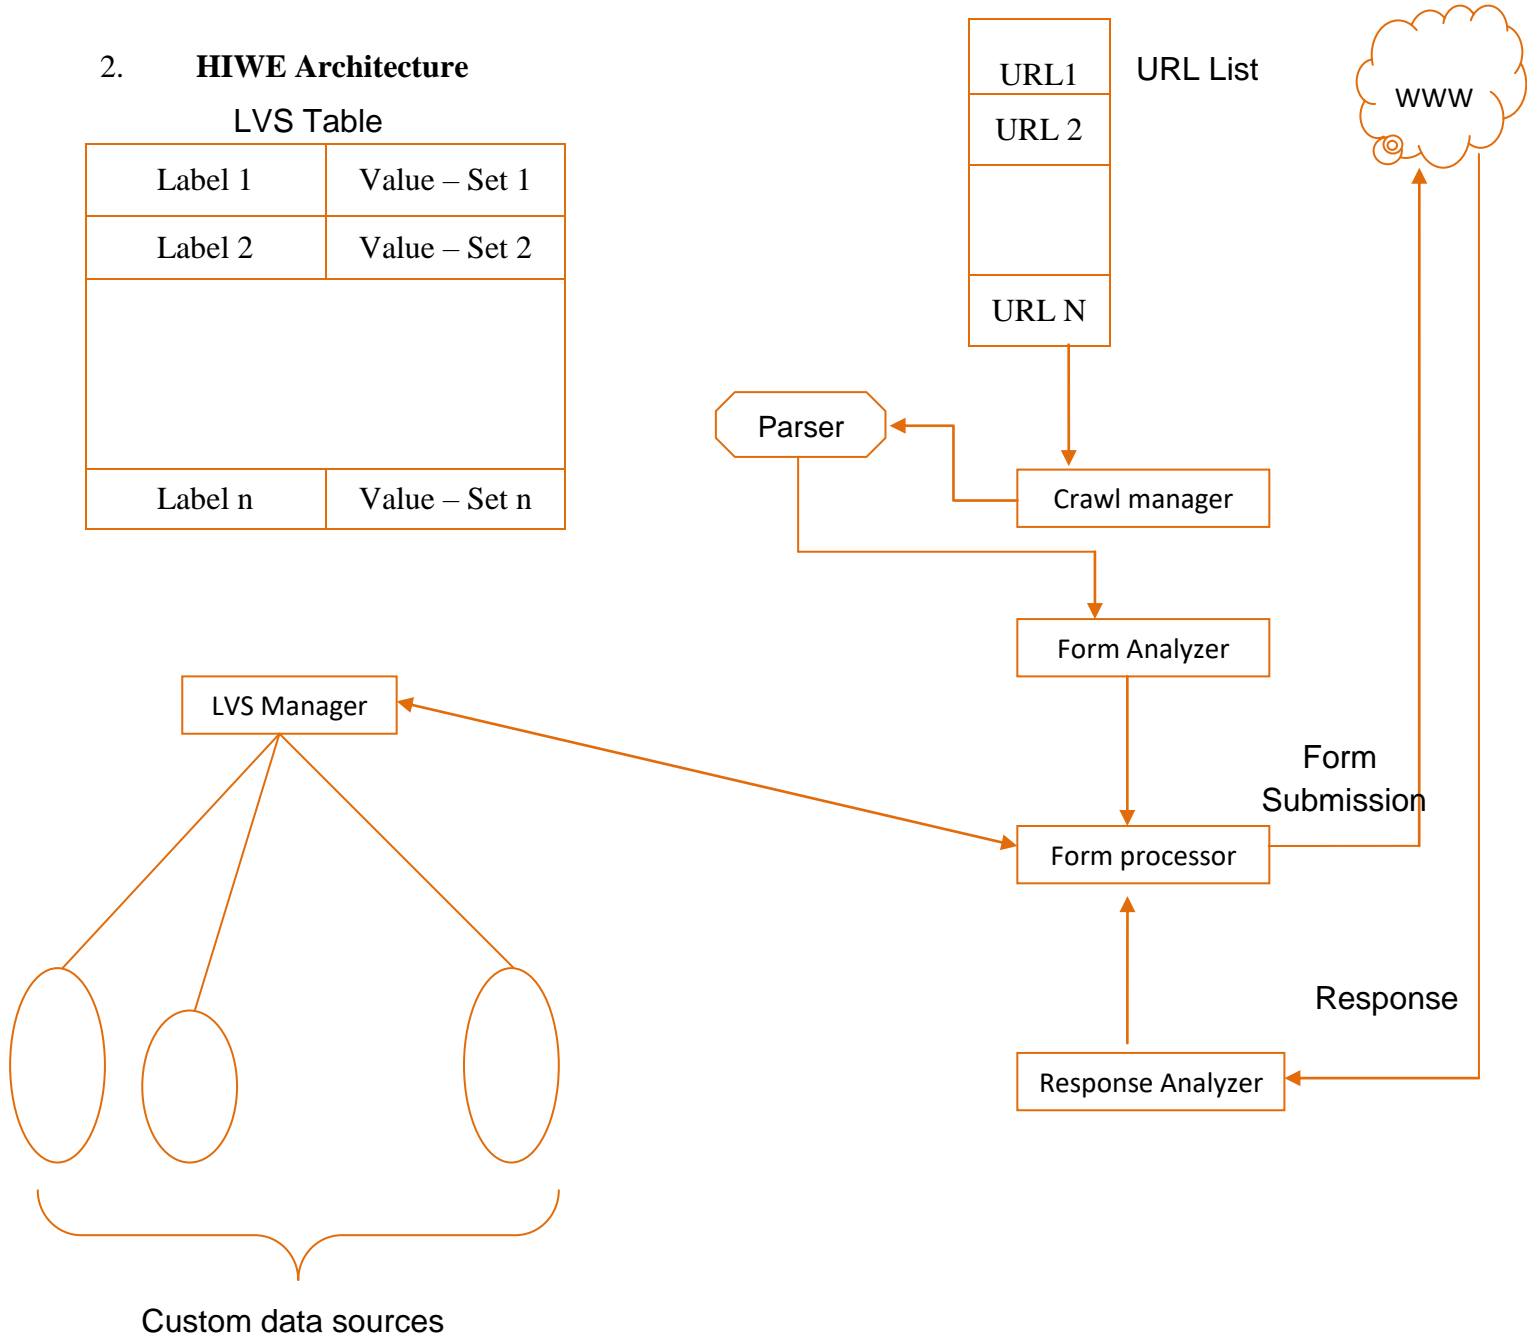 2. HIWE Architecture
LVS Table
Label 1 Value – Set 1
Label 2 Value – Set 2
Label n Value – Set n
URL1
URL 2
URL N
URL List
WWW
Parser
Crawl manager
Form Analyzer
LVS Manager
Form
Submission
Form processor
Response
Response Analyzer
Custom data sources